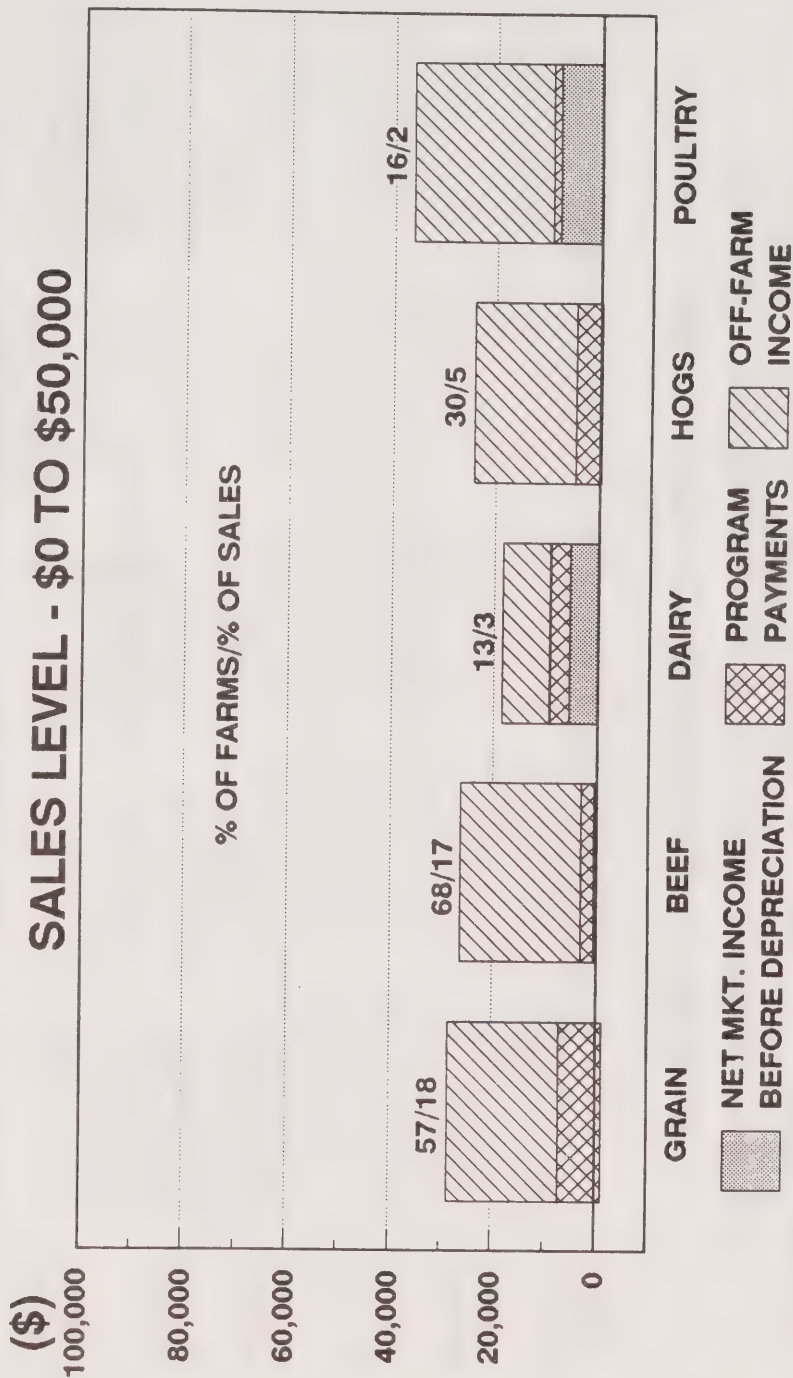 SALES LEVEL - $0 TO $50,000
($)
100,000
80,000
60,000
40,000
20,000
0
% OF FARMS/% OF SALES
57/18
68/17
13/3
30/5
16/2
GRAIN
BEEF
DAIRY
HOGS
POULTRY
NET MKT. INCOME
BEFORE DEPRECIATION
PROGRAM
PAYMENTS
OFF-FARM
INCOME